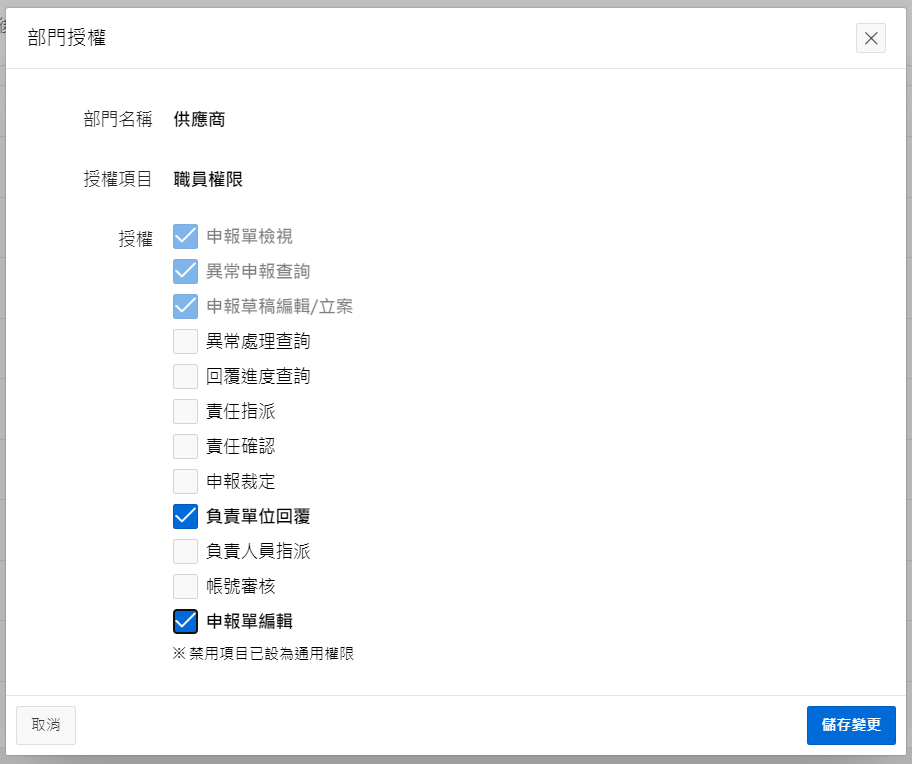 部門授權
部門名稱 供應商
授權項目 職員權限
授權
申報單檢視
異常申報查詢
申報草稿編輯/立案
異常處理查詢
回覆進度查詢
責任指派
責任確認
申報裁定
負責單位回覆
負責人員指派
帳號審核
申報單編輯
※ 禁用項目已設為通用權限
取消
儲存變更